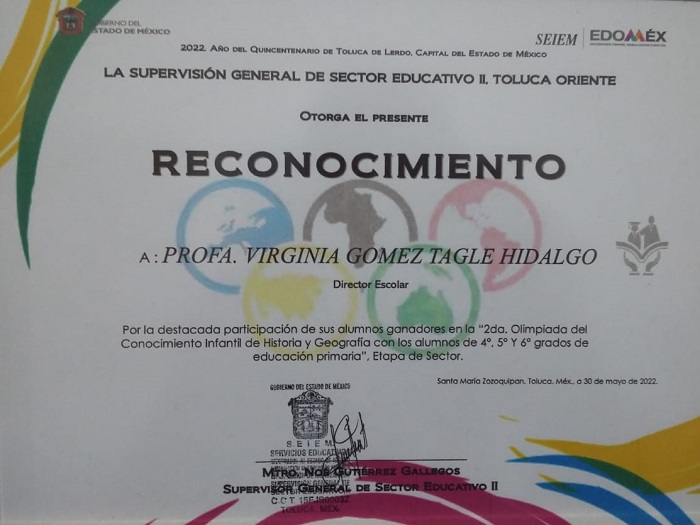 GOBIERNO DEL
ESTADO DE MÉXICO
SEIEM
EDOMÉX
2022. Año del Quincentenario de Toluca de Lerdo, Capital del Estado de México
LA SUPERVISIÓN GENERAL DE SECTOR EDUCATIVO II, TOLUCA ORIENTE
OTORGA EL PRESENTE
RECONOCIMIENTO
A: PROFA. VIRGINIA GOMEZ TAGLE HIDALGO
Director Escolar
Por la destacada participación de sus alumnos ganadores en la “2da. Olimpiada del
Conocimiento Infantil de Historia y Geografía con los alumnos de 4°, 5° Y 6° grados de
educación primaria”, Etapa de Sector.
Santa María Zozoquipan, Toluca, Méx., a 30 de mayo de 2022.
GOBIERNO DEL ESTADO DE MÉXICO
S E I E M
SERVICIOS
MTRO. NOÉ GUTÉRREZ GALLEGOS
SUPERVISOR GENERAL DE SECTOR EDUCATIVO II
C C T
TOLUCA, MEX.